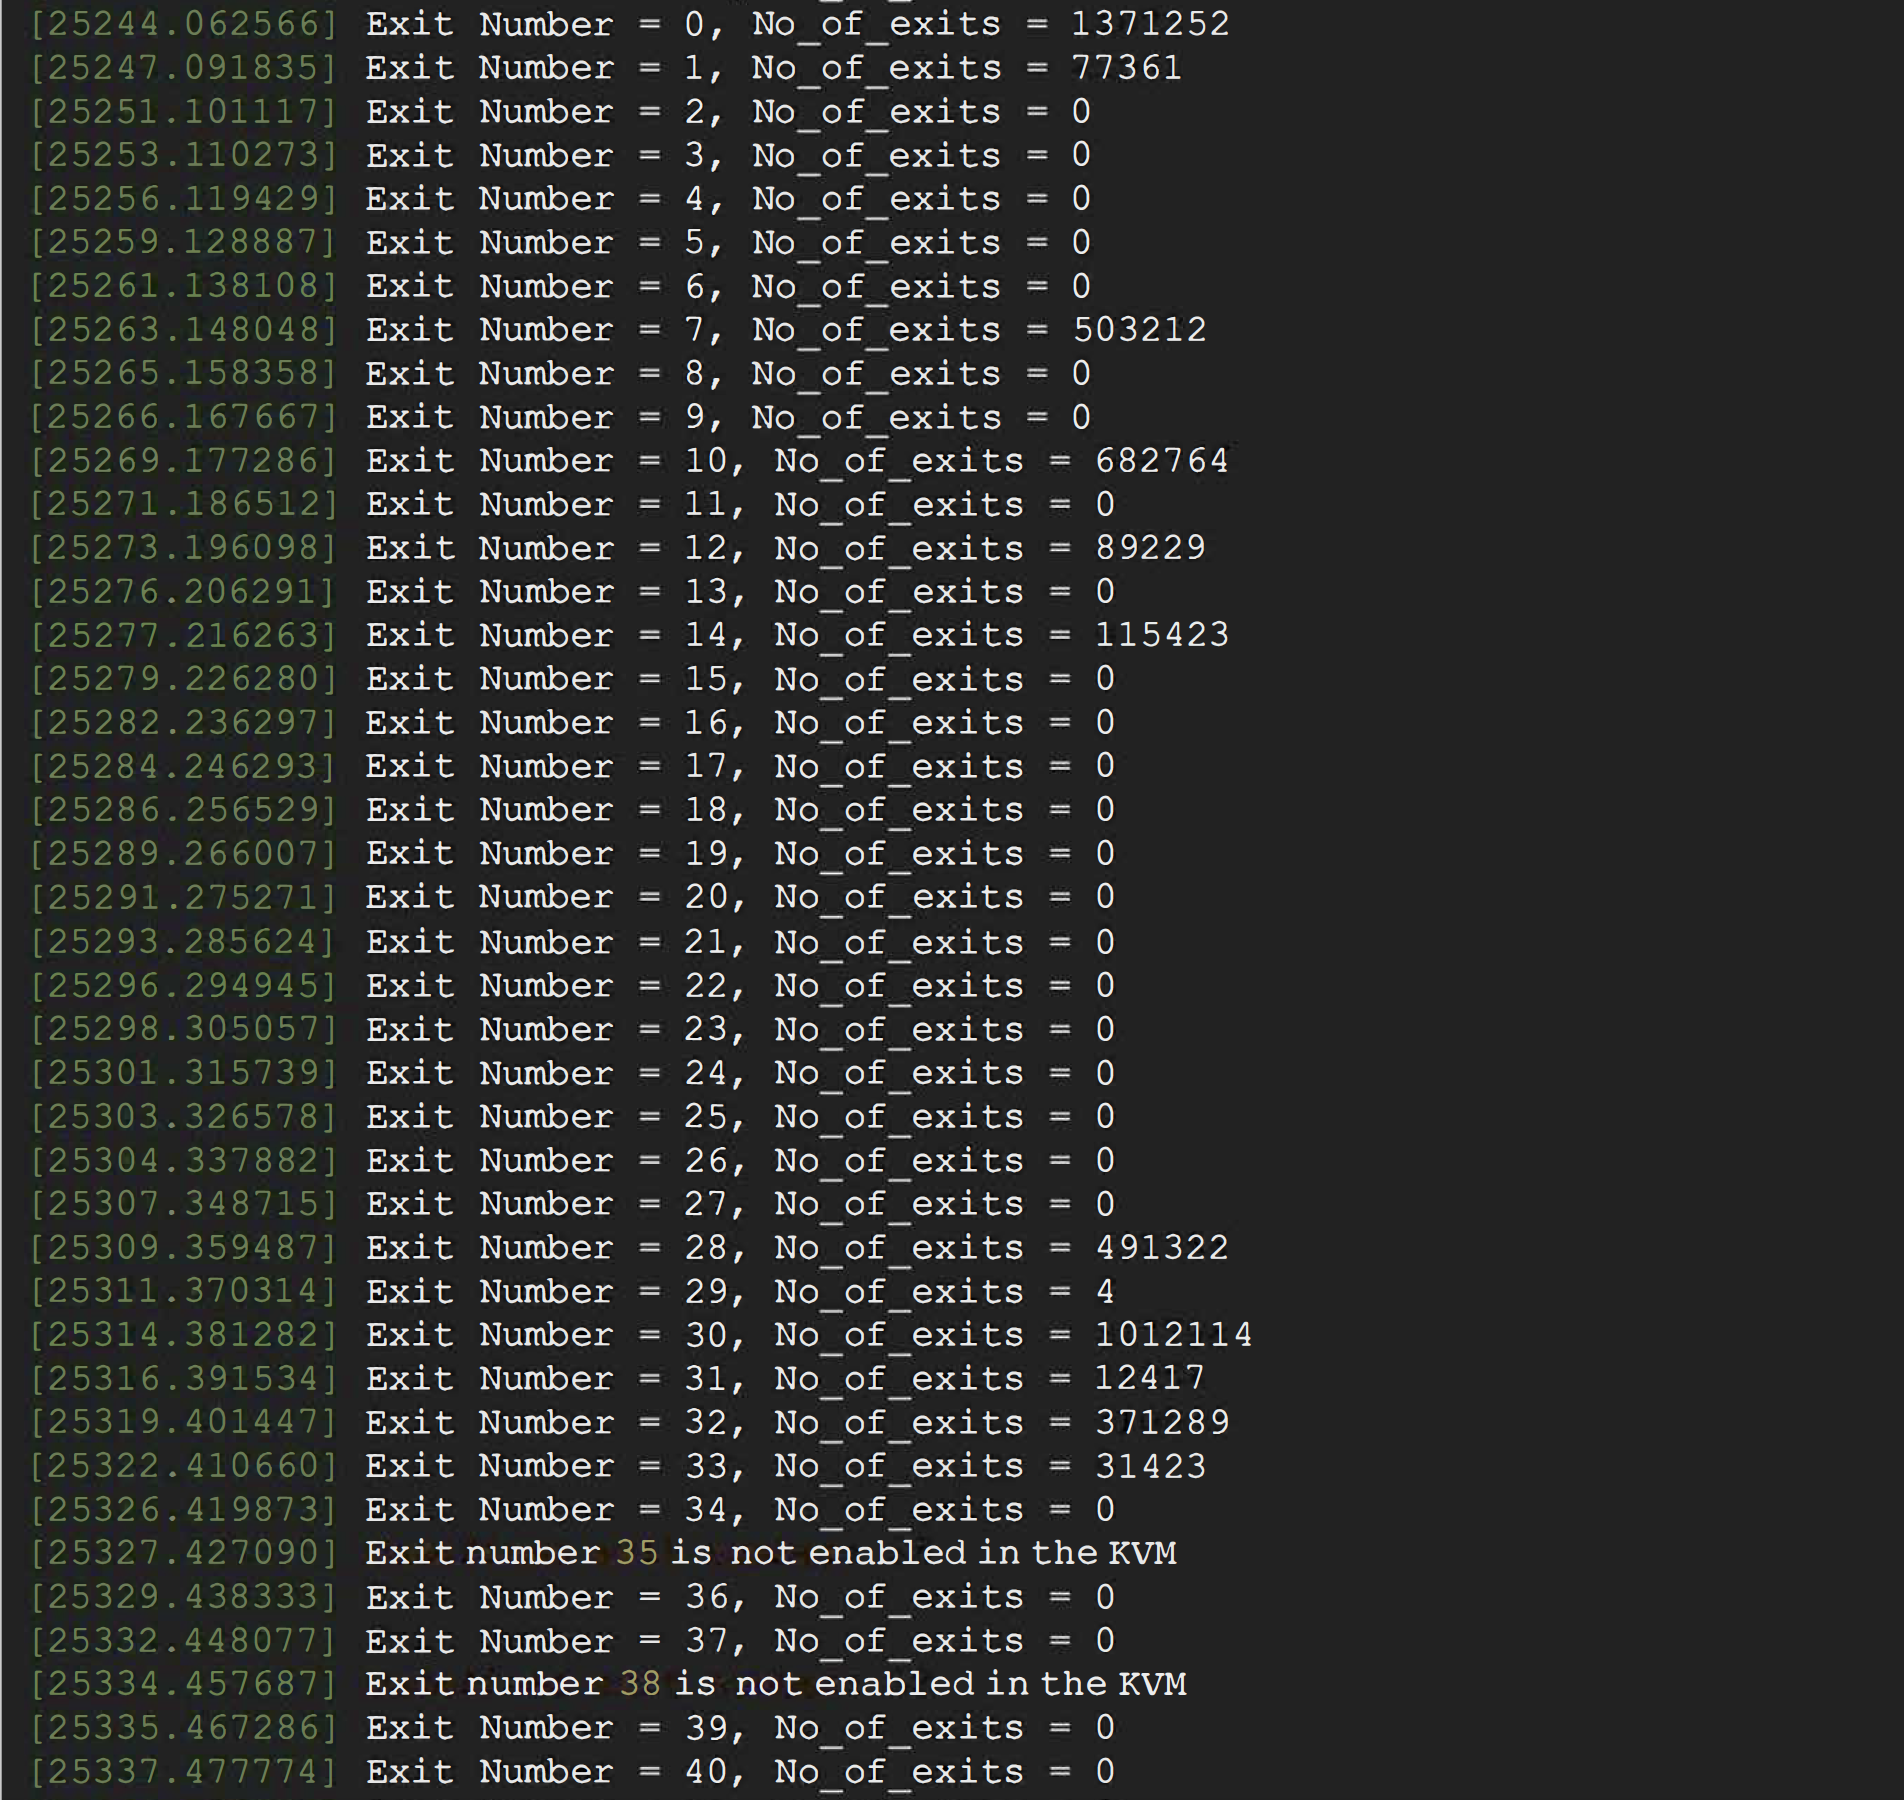 [25244.062566] Exit Number = 0, No_of_exits = 1371252
[25247.091835] Exit Number = 1, No_of_exits = 77361
[25251.101117] Exit Number = 2, No_of_exits = 0
[25253.110273] Exit Number = 3, No_of_exits = 0
[25256.119429] Exit Number = 4, No_of_exits = 0
[25259.128887] Exit Number = 5, No_of_exits = 0
[25261.138108] Exit Number = 6, No_of_exits = 0
[25263.148048] Exit Number = 7, No_of_exits = 503212
[25265.158358] Exit Number = 8, No_of_exits = 0
[25266.167667] Exit Number = 9, No_of_exits = 0
[25269.177286] Exit Number = 10, No_of_exits = 682764
[25271.186512] Exit Number = 11, No_of_exits = 0
[25273.196098] Exit Number = 12, No_of_exits = 89229
[25276.206291] Exit Number = 13, No_of_exits = 0
[25277.216263] Exit Number = 14, No_of_exits = 115423
[25279.226280] Exit Number = 15, No_of_exits = 0
[25282.236297] Exit Number = 16, No_of_exits = 0
[25284.246293] Exit Number = 17, No_of_exits = 0
[25286.256529] Exit Number = 18, No_of_exits = 0
[25289.266007] Exit Number = 19, No_of_exits = 0
[25291.275271] Exit Number = 20, No_of_exits = 0
[25293.285624] Exit Number = 21, No_of_exits = 0
[25296.294945] Exit Number = 22, No_of_exits = 0
[25298.305057] Exit Number = 23, No_of_exits = 0
[25301.315739] Exit Number = 24, No_of_exits = 0
[25303.326578] Exit Number = 25, No_of_exits = 0
[25304.337882] Exit Number = 26, No_of_exits = 0
[25307.348715] Exit Number = 27, No_of_exits = 0
[25309.359487] Exit Number = 28, No_of_exits = 491322
[25311.370314] Exit Number = 29, No_of_exits = 4
[25314.381282] Exit Number = 30, No_of_exits = 1012114
[25316.391534] Exit Number = 31, No_of_exits = 12417
[25319.401447] Exit Number = 32, No_of_exits = 371289
[25322.410660] Exit Number = 33, No_of_exits = 31423
[25326.419873] Exit Number = 34, No_of_exits = 0
[25327.427090] Exit number 35 is not enabled in the KVM
[25329.438333] Exit Number = 36, No_of_exits = 0
[25332.448077] Exit Number = 37, No_of_exits = 0
[25334.457687] Exit number 38 is not enabled in the KVM
[25335.467286] Exit Number = 39, No_of_exits = 0
[25337.477774] Exit Number = 40, No_of_exits = 0